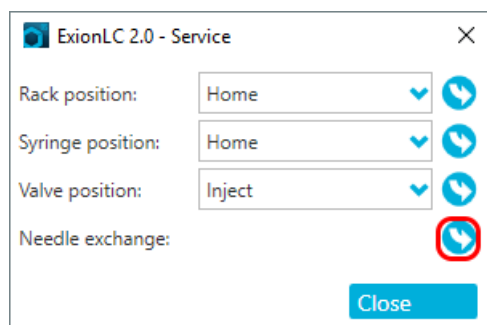 ExionLC 2.0 - Service
Rack position: Home
Syringe position: Home
Valve position: Inject
Needle exchange:
Close